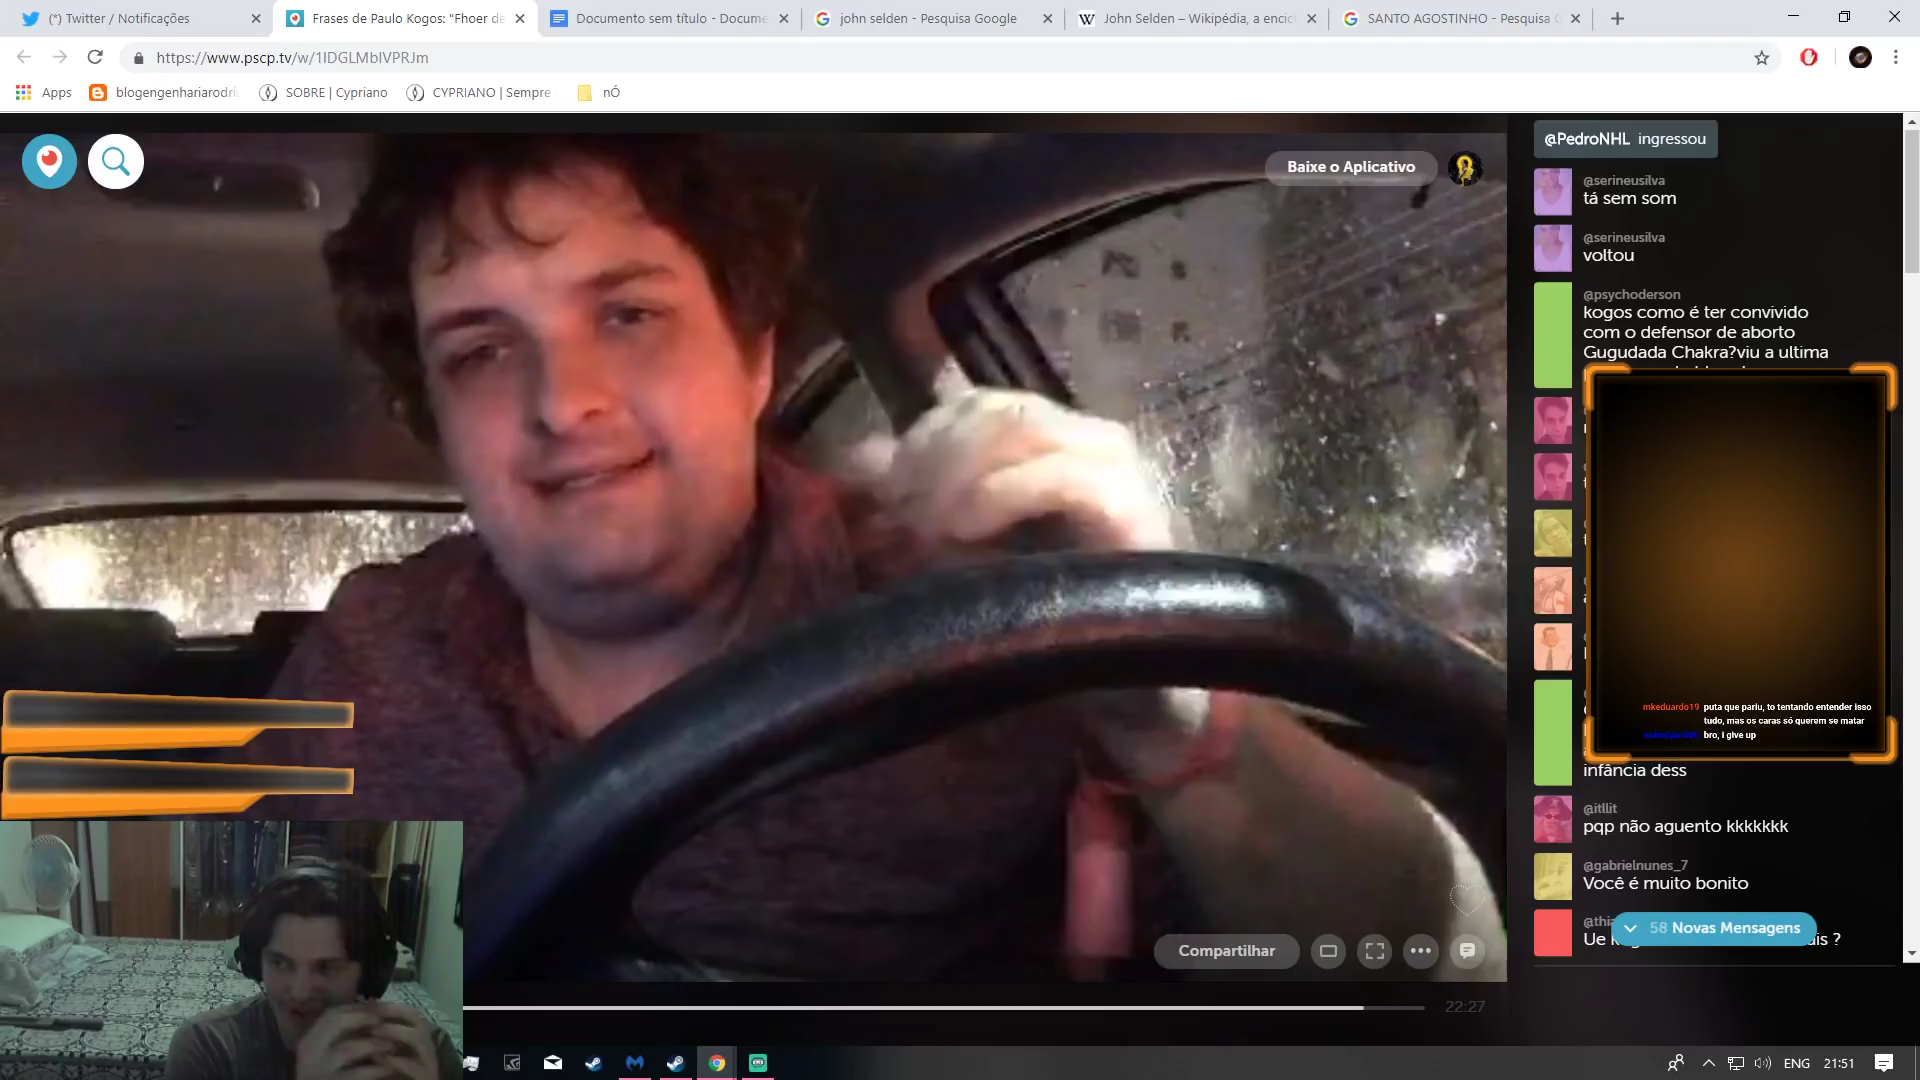 (*) Twitter / Notificações
Frases de Paulo Kogos: "Fhoer de
Documento sem título - Docume
john selden - Pesquisa Google
John Selden – Wikipédia, a encicl
SANTO AGOSTINHO - Pesquisa G
https://www.pscp.tv/w/1IDGLMbIVPRJm
Apps
blogengenhariarodrig
SOBRE | Cypriano
CYPRIANO | Sempre
nÓ
Baixe o Aplicativo
@PedroNHL ingressou
@serineusilva
tá sem som
@serineusilva
voltou
@psychoderson
kogos como é ter convivido
com o defensor de aborto
Gugudada Chakra?viu a ultima
mkeduardo19 puta que pariu, to tentando entender isso
tudo, mas os caras só querem se matar
bro, I give up
infância dess
@itllit
pqp não aguento kkkkkkk
@gabrielnunes_7
Você é muito bonito
@thia
58 Novas Mensagens
Ue
ais ?
Compartilhar
22:27
ENG
21:51